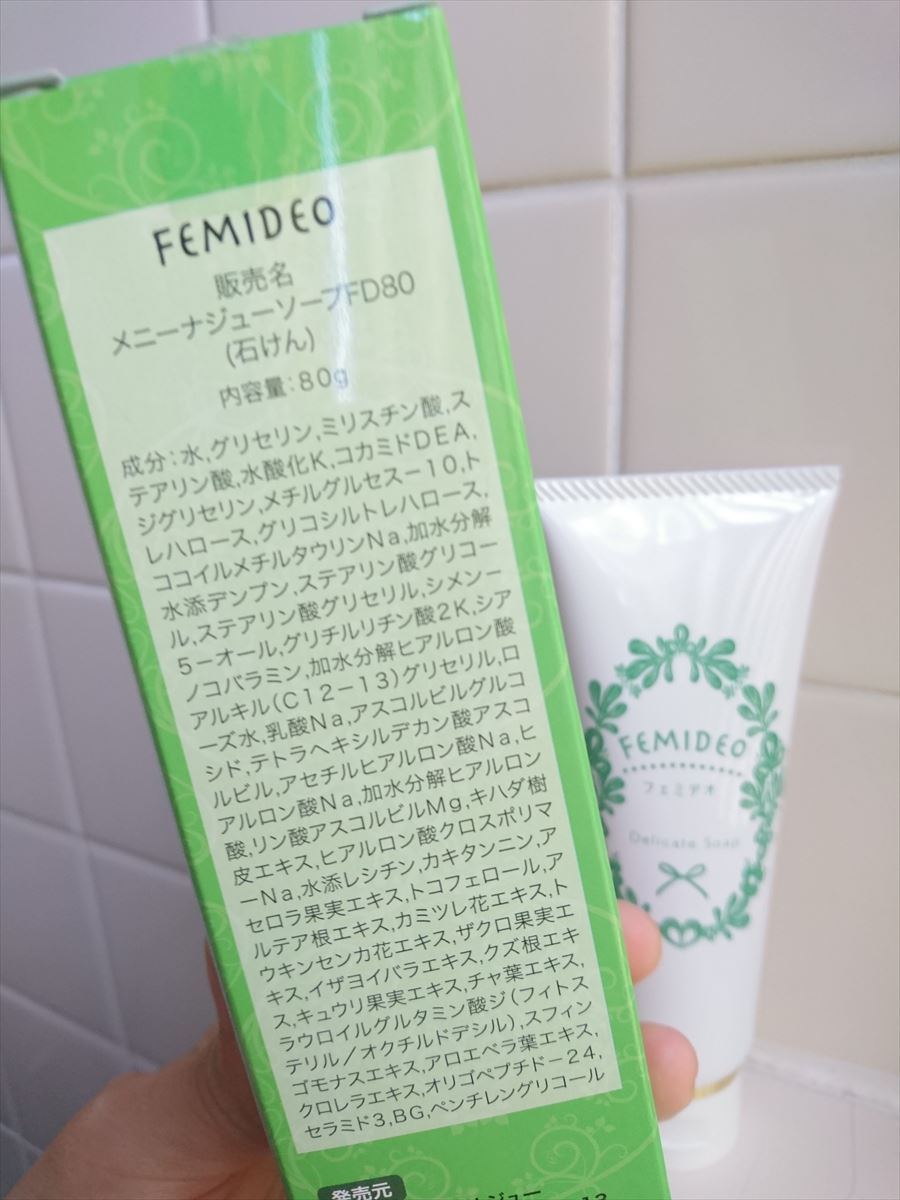 FEMIDEO
販売名
メニーナジューソープFD80
(石けん)
内容量:80g
成分:水,グリセリン,ミリスチン酸,ス
テアリン酸,水酸化K,コカミドDEA,
ジグリセリン,メチルグルセス-10,ト
レハロース,グリコシルトレハロース,
ココイルメチルタウリンNa,加水分解
水添デンプン,ステアリン酸グリコー
ル,ステアリン酸グリセリル,シメン-
5-オール,グリチルリチン酸2K,シア
ノコバラミン,加水分解ヒアルロン酸
アルキル(C12-13)グリセリル,ロ
ーズ水,乳酸Na,アスコルビルグルコ
シド,テトラヘキシルデカン酸アスコ
ルビル,アセチルヒアルロン酸Na,ヒ
アルロン酸Na,加水分解ヒアルロン
酸,リン酸アスコルビルMg,キハダ樹
皮エキス,ヒアルロン酸クロスポリマ
ーNa,水添レシチン,カキタンニン,ア
セロラ果実エキス,トコフェロール,ア
ルテア根エキス,カミツレ花エキス,ト
ウキンセンカ花エキス,ザクロ果実エ
キス,イザヨイバラエキス,クズ根エキ
ス,キュウリ果実エキス,チャ葉エキス,
ラウロイルグルタミン酸ジ(フィトス
テリル/オクチルドデシル),スフィン
ゴモナスエキス,アロエベラ葉エキス,
クロレラエキス,オリゴペプチド-24,
セラミド3,BG,ペンチレングリコール
発売元
FEMIDEO
フェミデオ
Delicate Soap